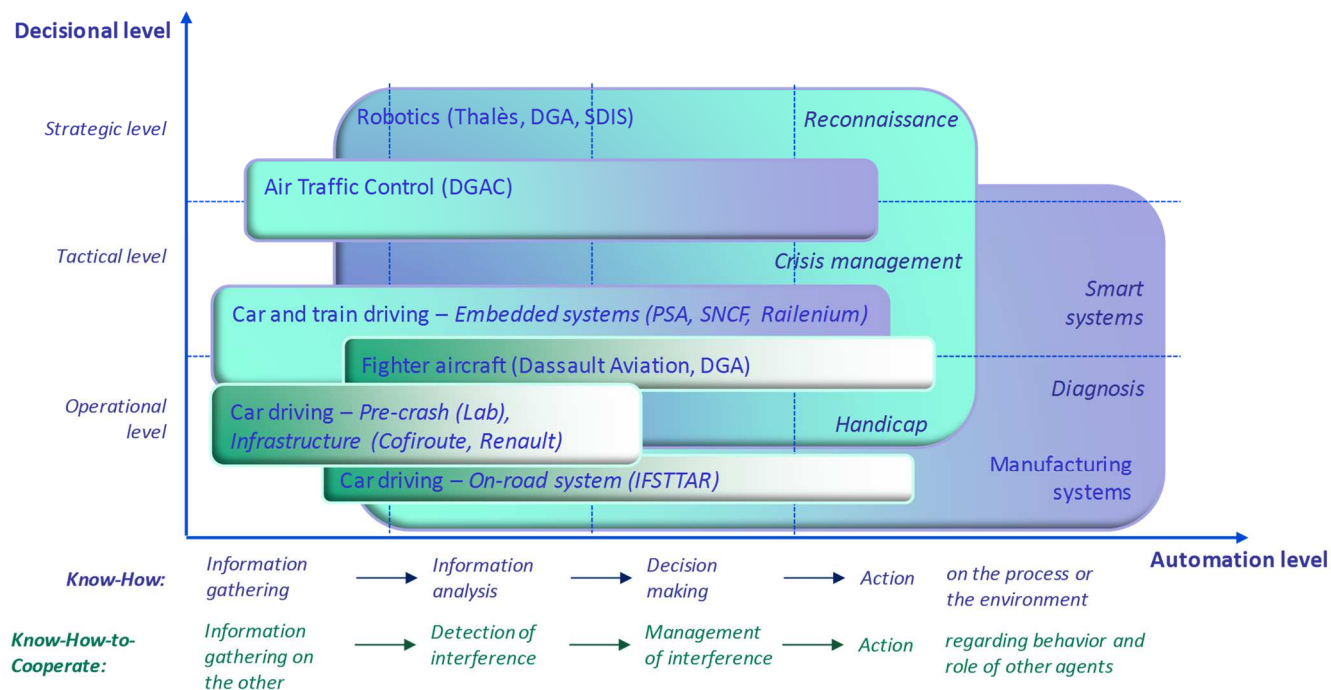 Decisional level
Strategic level
Robotics (Thalès, DGA, SDIS)
Reconnaissance
Air Traffic Control (DGAC)
Tactical level
Crisis management
Smart
systems
Car and train driving – Embedded systems (PSA, SNCF, Railenium)
Fighter aircraft (Dassault Aviation, DGA)
Diagnosis
Operational
level
Car driving – Pre-crash (Lab),
Infrastructure (Cofiroute, Renault)
Handicap
Car driving – On-road system (IFSTTAR)
Manufacturing
systems
Automation level
Know-How:
Information
gathering
Information
analysis
Decision
making
Action
on the process or
the environment
Know-How-to-
Cooperate:
Information
gathering on
the other
Detection of
interference
Management
of interference
Action
regarding behavior and
role of other agents